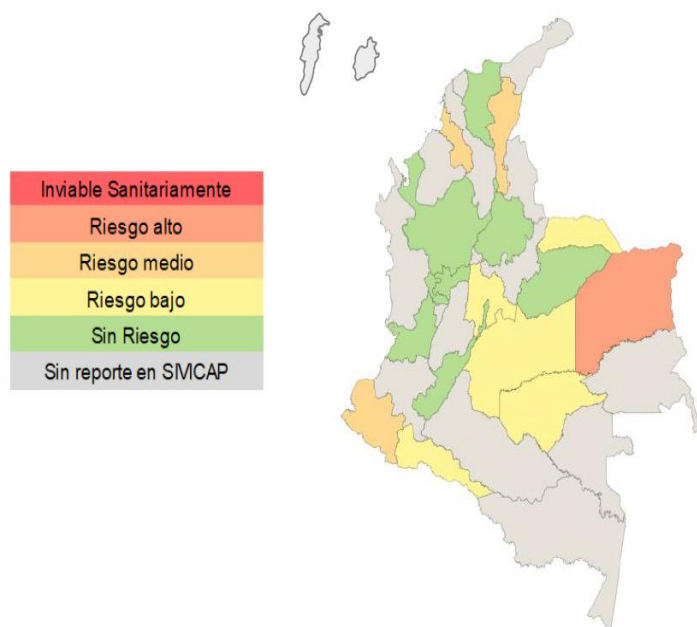 Inviable Sanitariamente
Riesgo alto
Riesgo medio
Riesgo bajo
Sin Riesgo
Sin reporte en SIVICAP